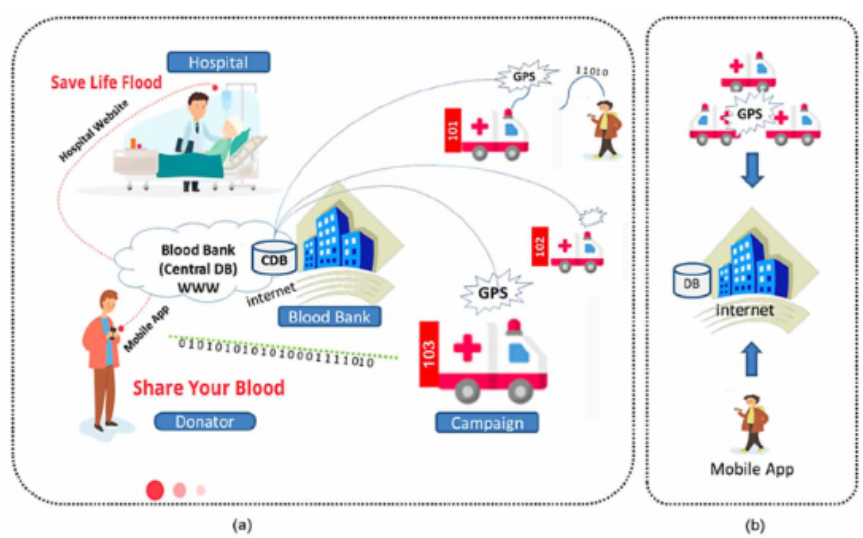 Hospital
Save Life Flood
Hospital Website
GPS
11010
101
102
Blood Bank
(Central DB)
WWW
CDB
internet
Blood Bank
GPS
103
Mobile App
0101010101010001111010
Share Your Blood
Donator
Campaign
(a)
GPS
DB
internet
Mobile App
(b)